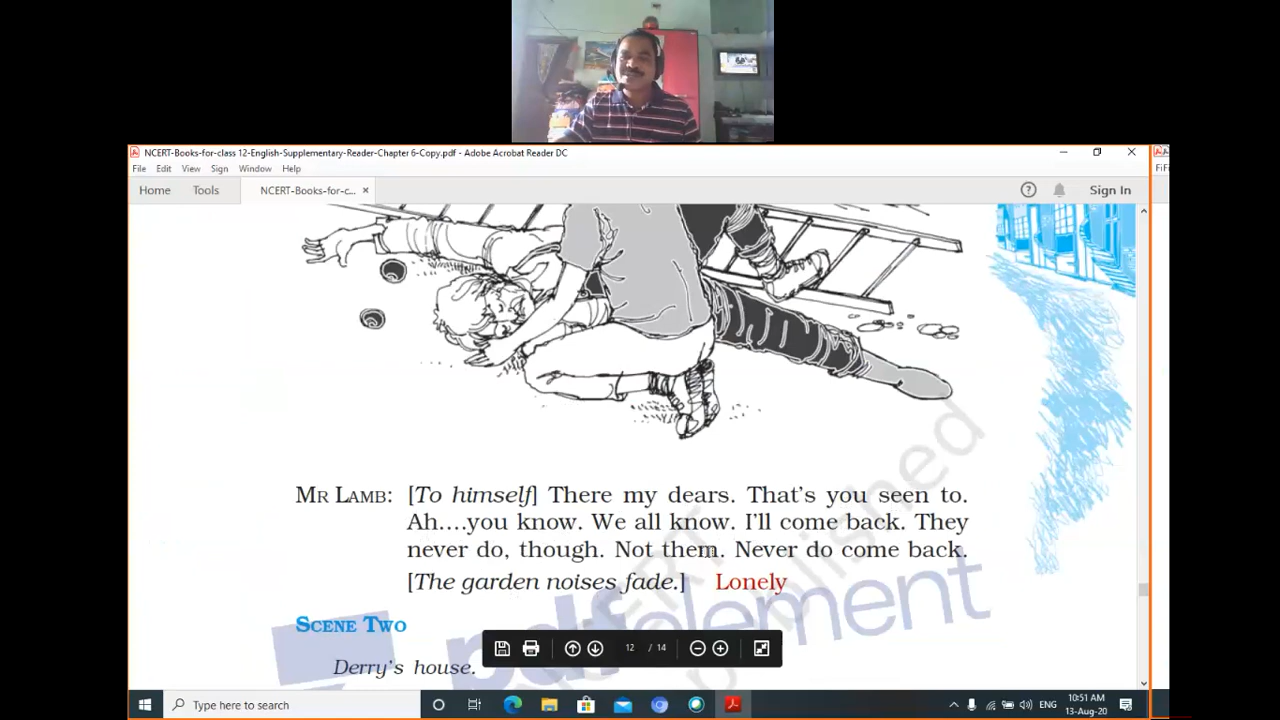 NCERT-Books-for-class 12-English-Supplementary-Reader-Chapter 6-Copy.pdf - Adobe Acrobat Reader DC
File Edit View Sign Window Help
FiFi
Home Tools NCERT-Books-for-c... × Sign In
MR LAMB: [To himself] There my dears. That's you seen to.
Ah....you know. We all know. I'll come back. They
never do, though. Not them. Never do come back.
[The garden noises fade.] Lonely
SCENE TWO
Derry's house.
pdfelement
NCERT
published
12 / 14
Type here to search
ENG
10:51 AM
13-Aug-20